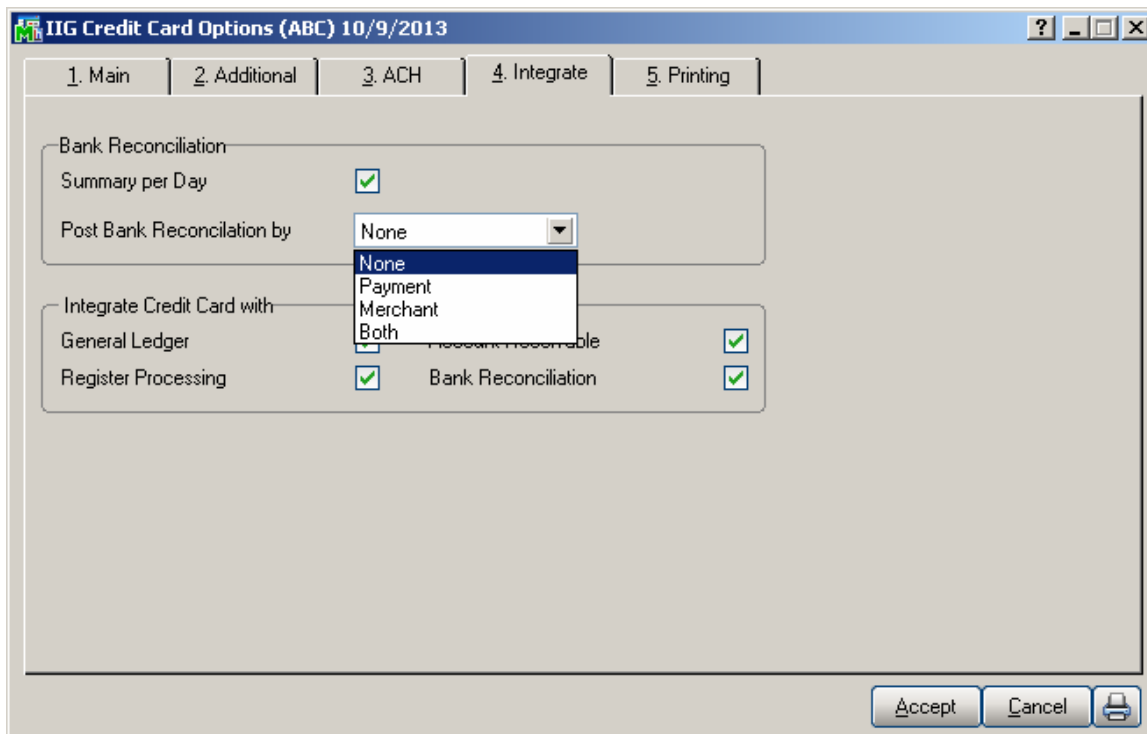 IIG Credit Card Options (ABC) 10/9/2013
?
1. Main 2. Additional 3. ACH 4. Integrate 5. Printing
Bank Reconciliation
Summary per Day
Post Bank Reconcilation by None
None
Payment
Merchant
Both
Integrate Credit Card with
General Ledger
Register Processing Bank Reconciliation
Accept Cancel